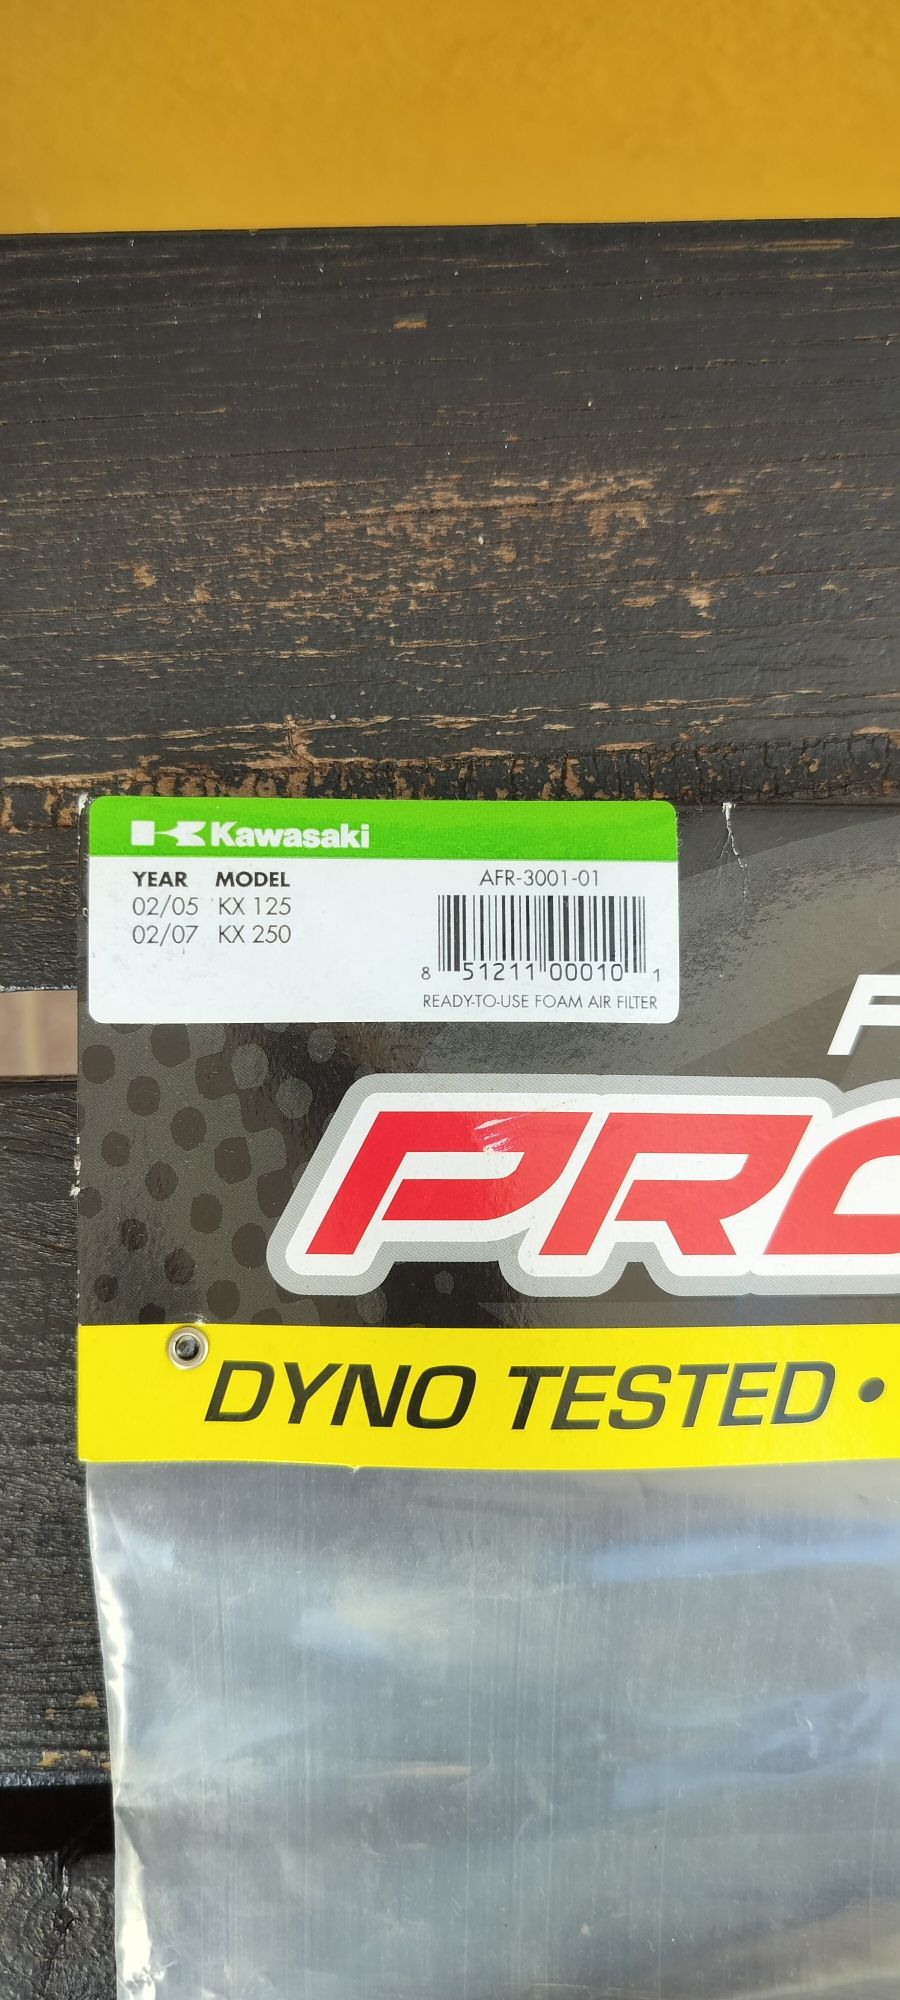 Kawasaki
YEAR MODEL
02/05 KX 125
02/07 KX 250
AFR-3001-01
8 51211 00010 1
READY-TO-USE FOAM AIR FILTER
DYNO TESTED •